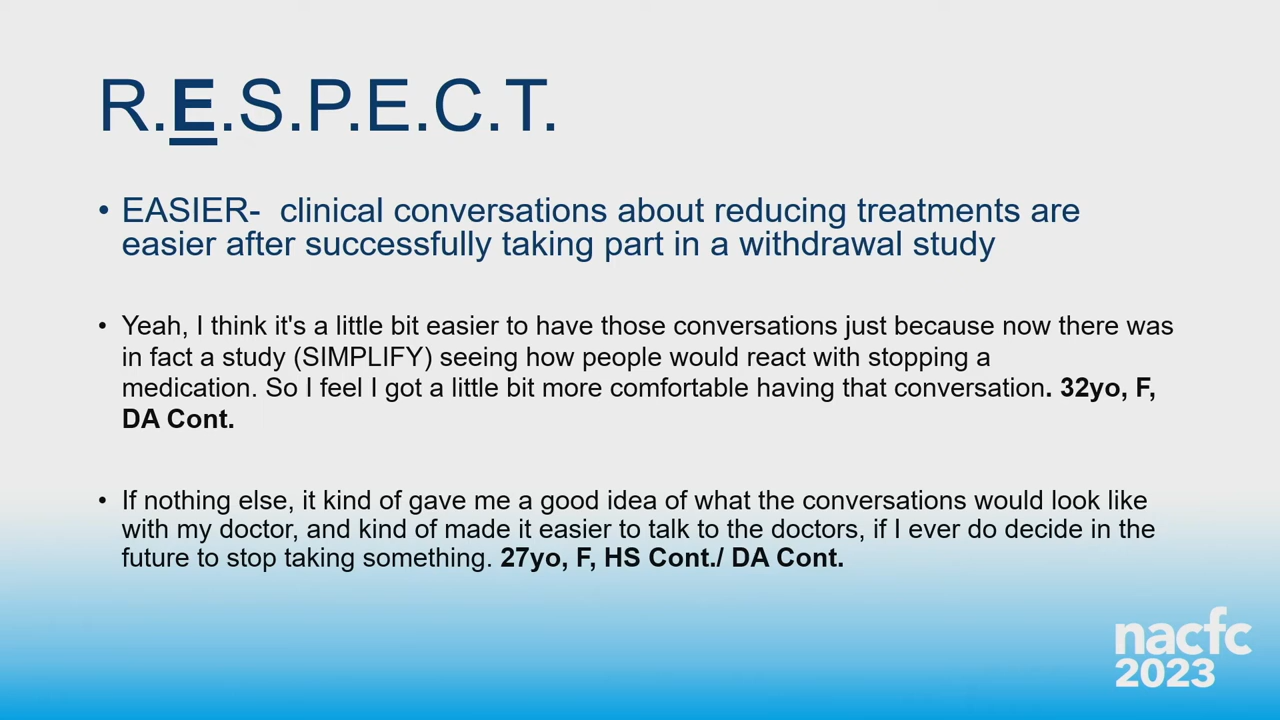 R.E.S.P.E.C.T.
• EASIER-  clinical conversations about reducing treatments are
easier after successfully taking part in a withdrawal study
• Yeah, I think it's a little bit easier to have those conversations just because now there was
in fact a study (SIMPLIFY) seeing how people would react with stopping a
medication. So I feel I got a little bit more comfortable having that conversation. 32yo, F,
DA Cont.
• If nothing else, it kind of gave me a good idea of what the conversations would look like
with my doctor, and kind of made it easier to talk to the doctors, if I ever do decide in the
future to stop taking something. 27yo, F, HS Cont./ DA Cont.
nacfc
2023